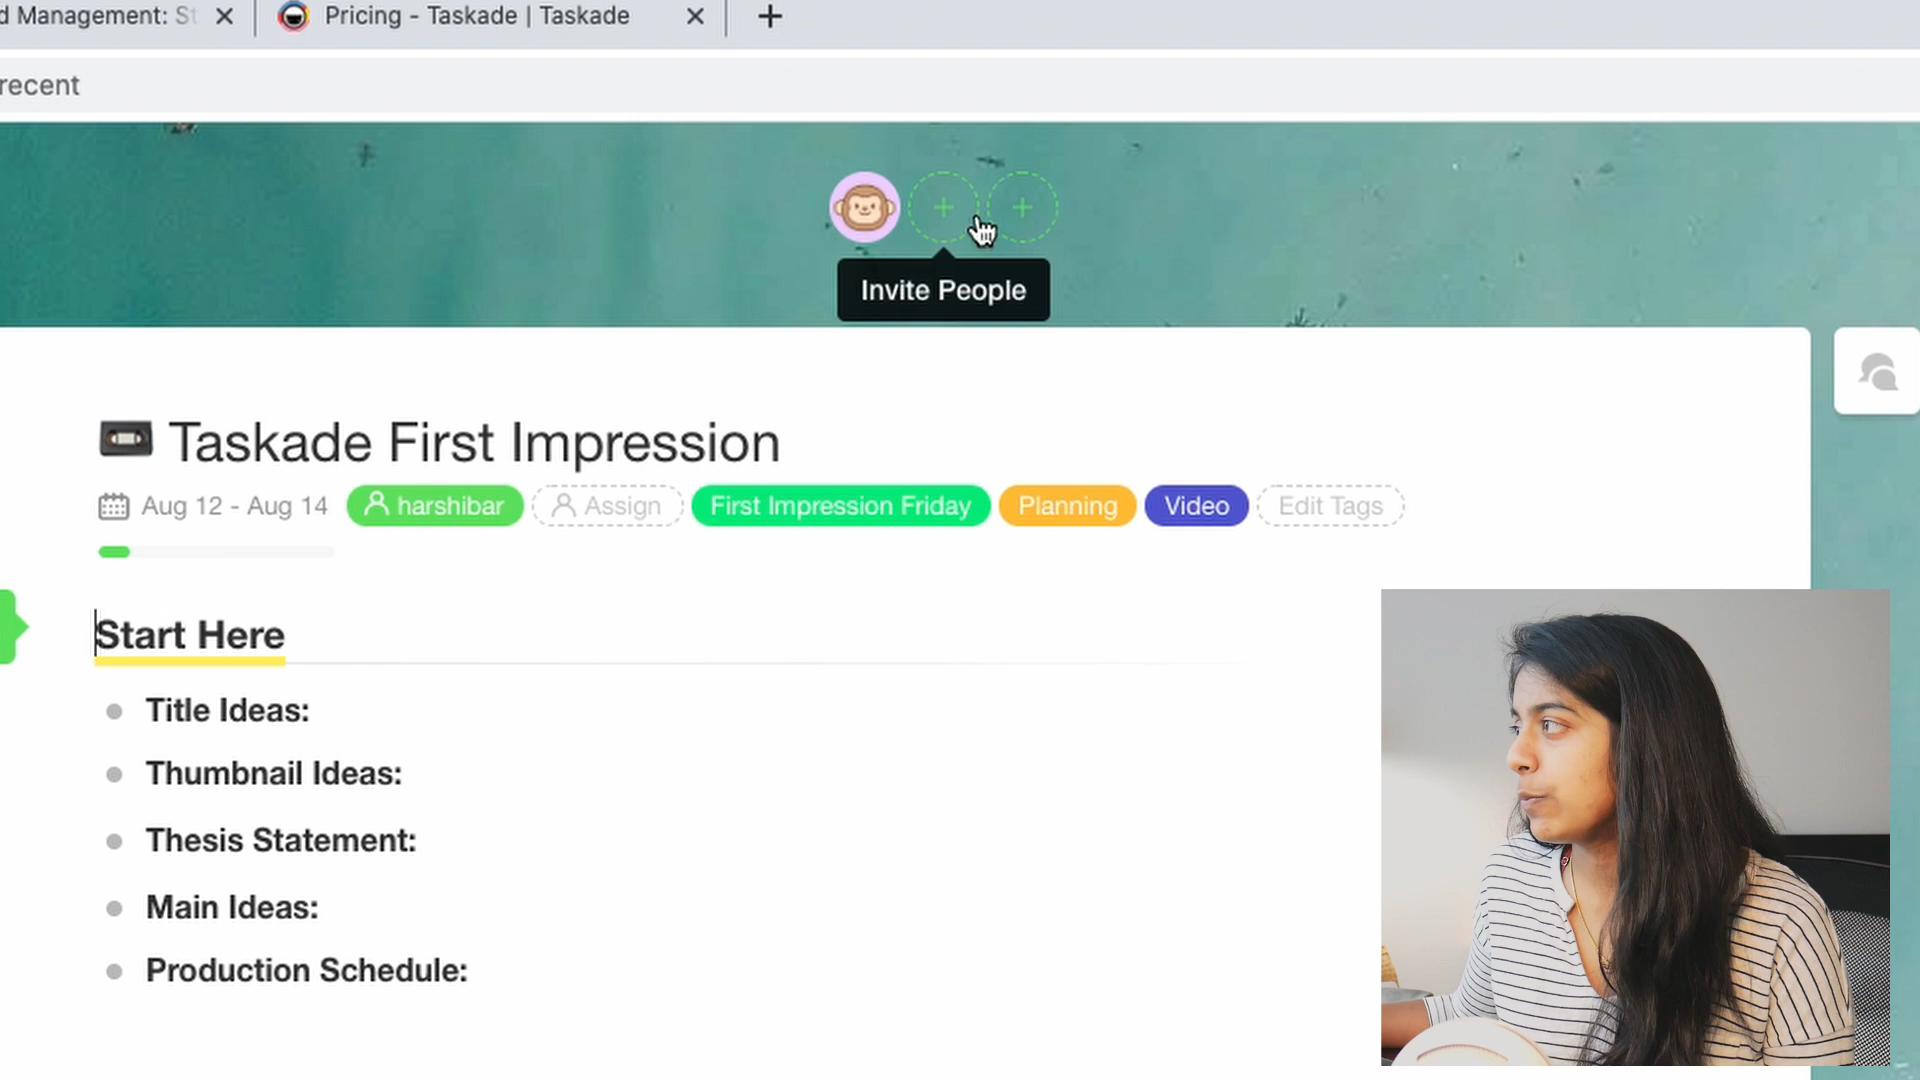 d Management: St
Pricing - Taskade | Taskade
recent
Invite People
Taskade First Impression
Aug 12 - Aug 14 harshibar Assign First Impression Friday Planning Video Edit Tags
Start Here
Title Ideas:
Thumbnail Ideas:
Thesis Statement:
Main Ideas:
Production Schedule: